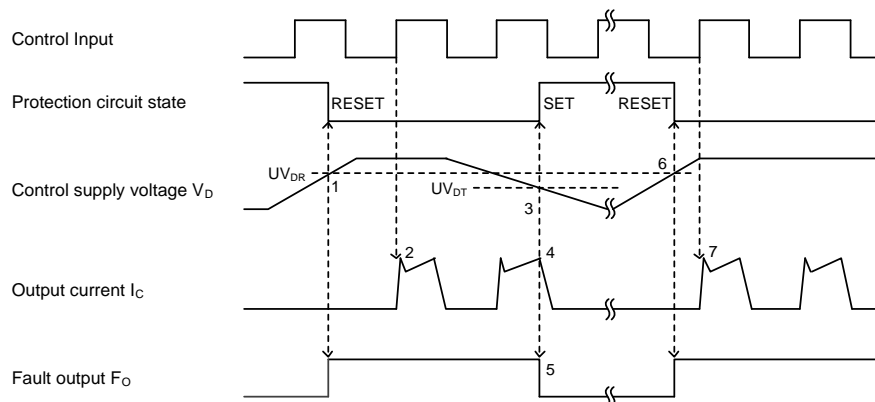 Control Input
Protection circuit state
RESET
SET
RESET
UVDR
1
6
Control supply voltage VD
UVDT
3
2
4
7
Output current IC
5
Fault output FO